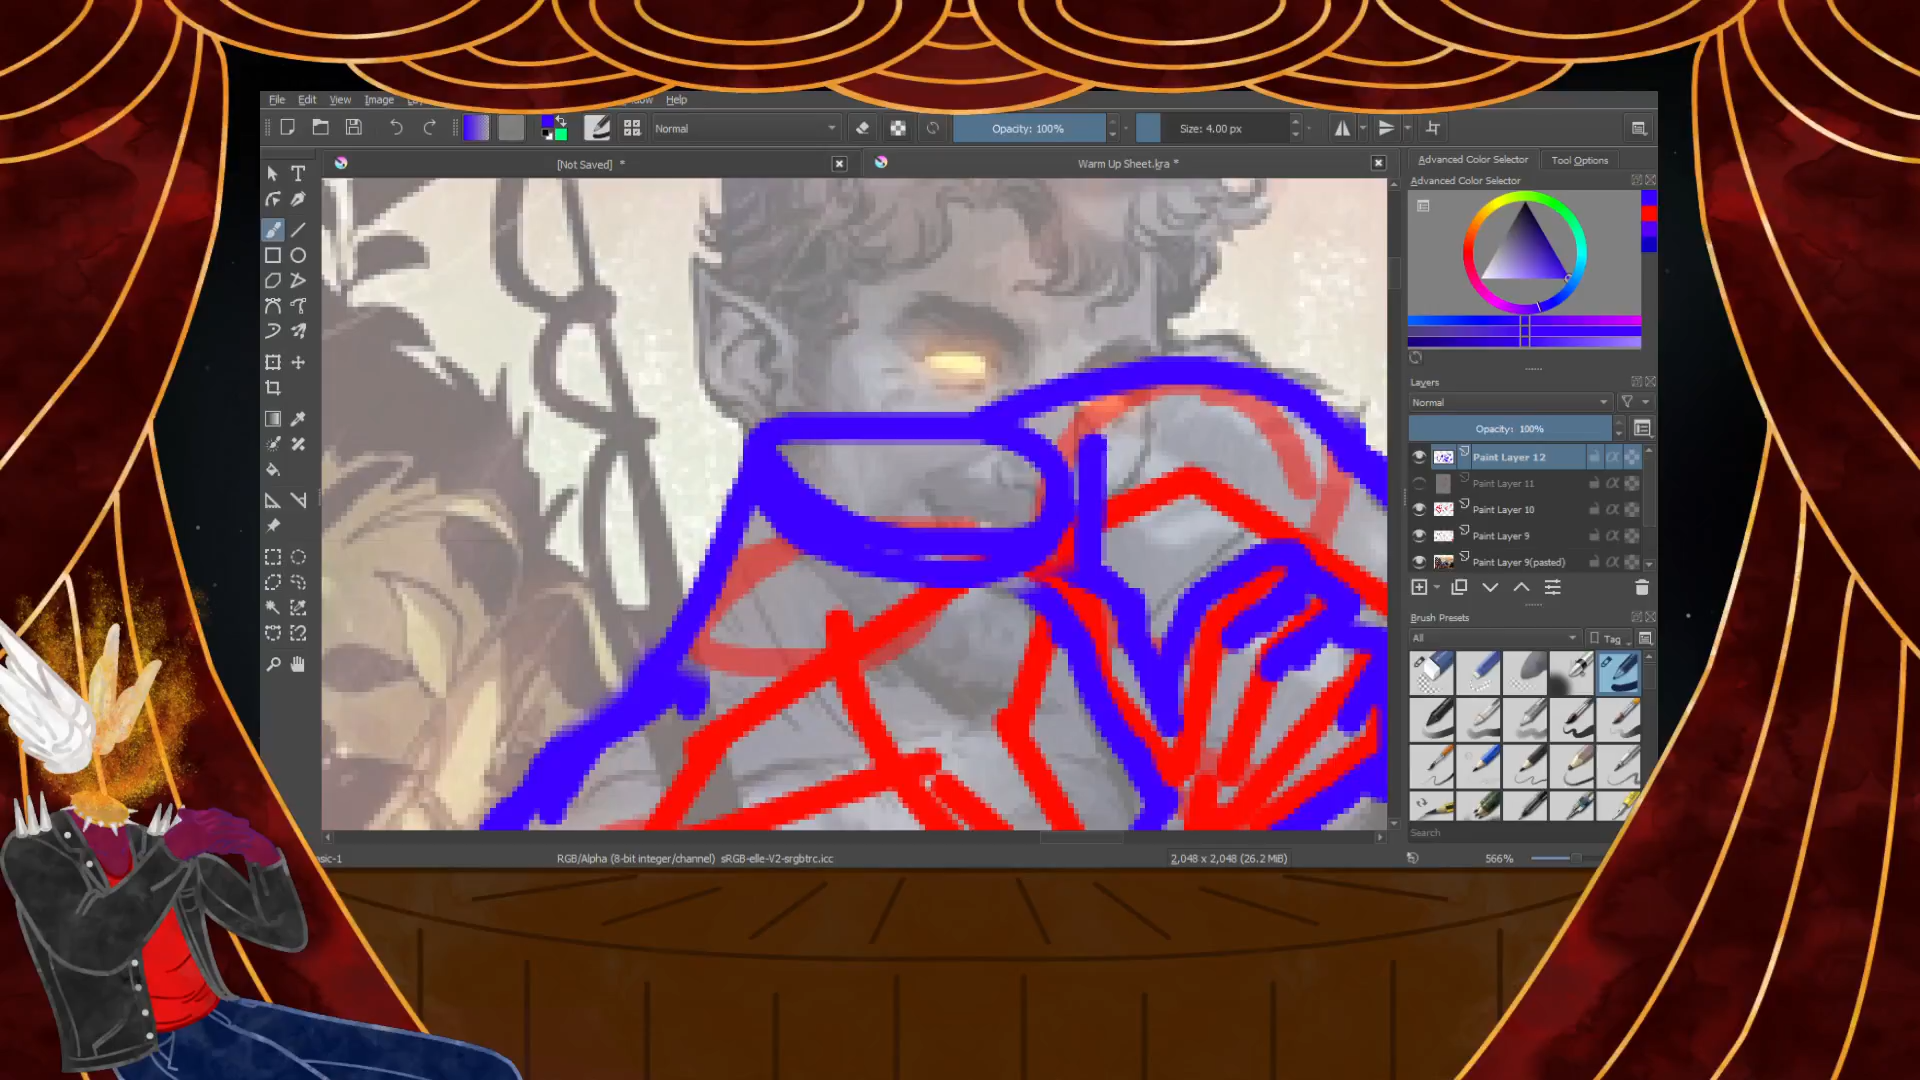 File Edit View Image Help
Normal
Opacity: 100%
Size: 4.00 px
[Not Saved] *
Warm Up Sheet.kra *
Advanced Color Selector
Tool Options
Advanced Color Selector
Layers
Normal
Opacity: 100%
Paint Layer 12
Paint Layer 11
Paint Layer 10
Paint Layer 9
Paint Layer 9(pasted)
Brush Presets
All
Tag
Search
RGB/Alpha (8-bit integer/channel) sRGB-elle-V2-srgbtrc.icc
2,048 x 2,048 (26.2 MiB)
566%